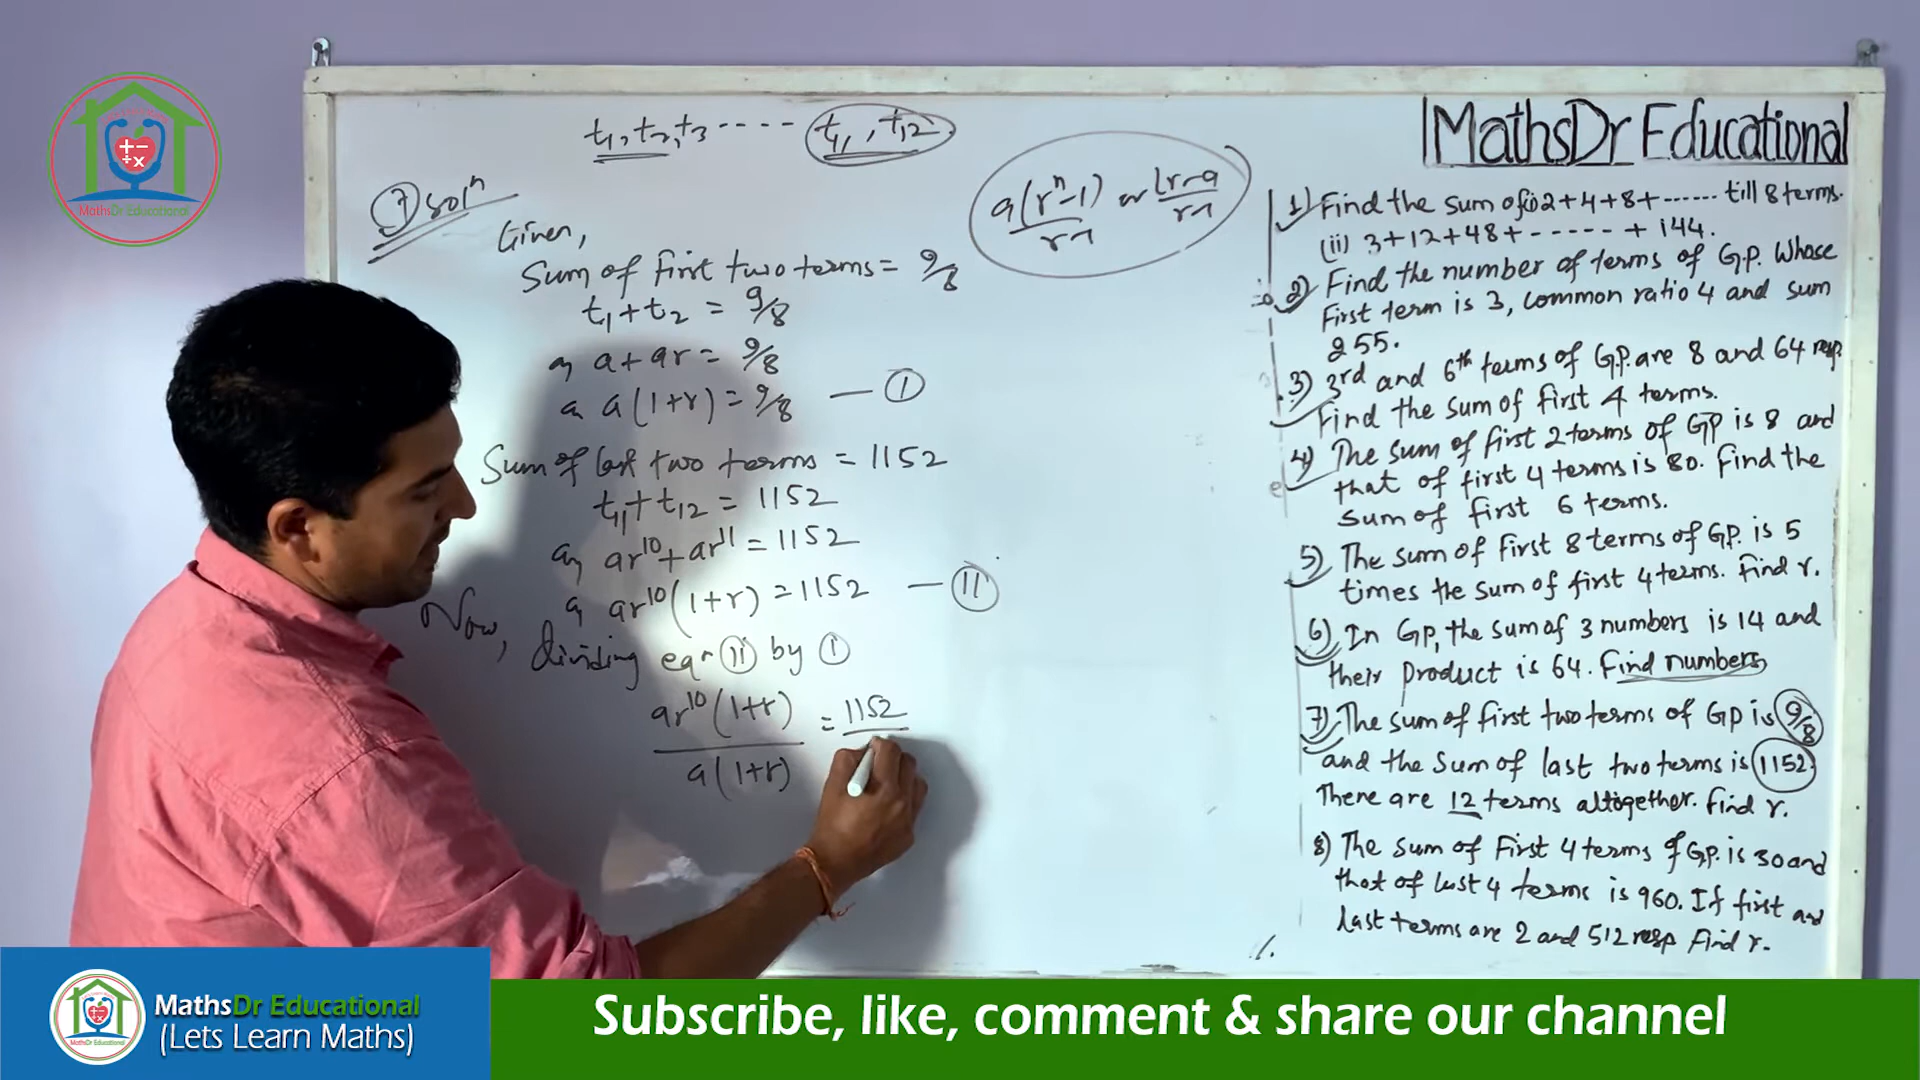 MathsDr Educational
t₁, t₂, t₃ ---- t₁₁, t₁₂
MathsDr Educational
7 solⁿ
Given,
a(rⁿ-1)/r-1 or lr-a/r-1
Sum of first two terms = 9/8
t₁ + t₂ = 9/8
a + ar = 9/8
a(1+r) = 9/8 — I
Sum of last two terms = 1152
t₁₁ + t₁₂ = 1152
ar¹⁰ + ar¹¹ = 1152
ar¹⁰(1+r) = 1152 — II
Now, dividing eqⁿ II by I
ar¹⁰(1+r)/a(1+r) = 1152/
1) Find the sum of (i) 2+4+8+ ------ till 8 terms.
(ii) 3+12+48+ ------ + 144.
2) Find the number of terms of G.P. whose
First term is 3, common ratio 4 and sum
255.
3) 3rd and 6th terms of G.P. are 8 and 64 resp.
Find the sum of first 4 terms.
4) The sum of first 2 terms of GP is 8 and
that of first 4 terms is 80. Find the
sum of first 6 terms.
5) The sum of first 8 terms of GP. is 5
times the sum of first 4 terms. Find r.
6) In GP, the sum of 3 numbers is 14 and
their product is 64. Find numbers
7) The sum of first two terms of GP is 9/8
and the sum of last two terms is 1152.
There are 12 terms altogether. Find r.
8) The sum of First 4 terms of G.P. is 30 and
that of last 4 terms is 960. If first and
last terms are 2 and 512 resp Find r.
MathsDr Educational
(Lets Learn Maths)
Subscribe, like, comment & share our channel